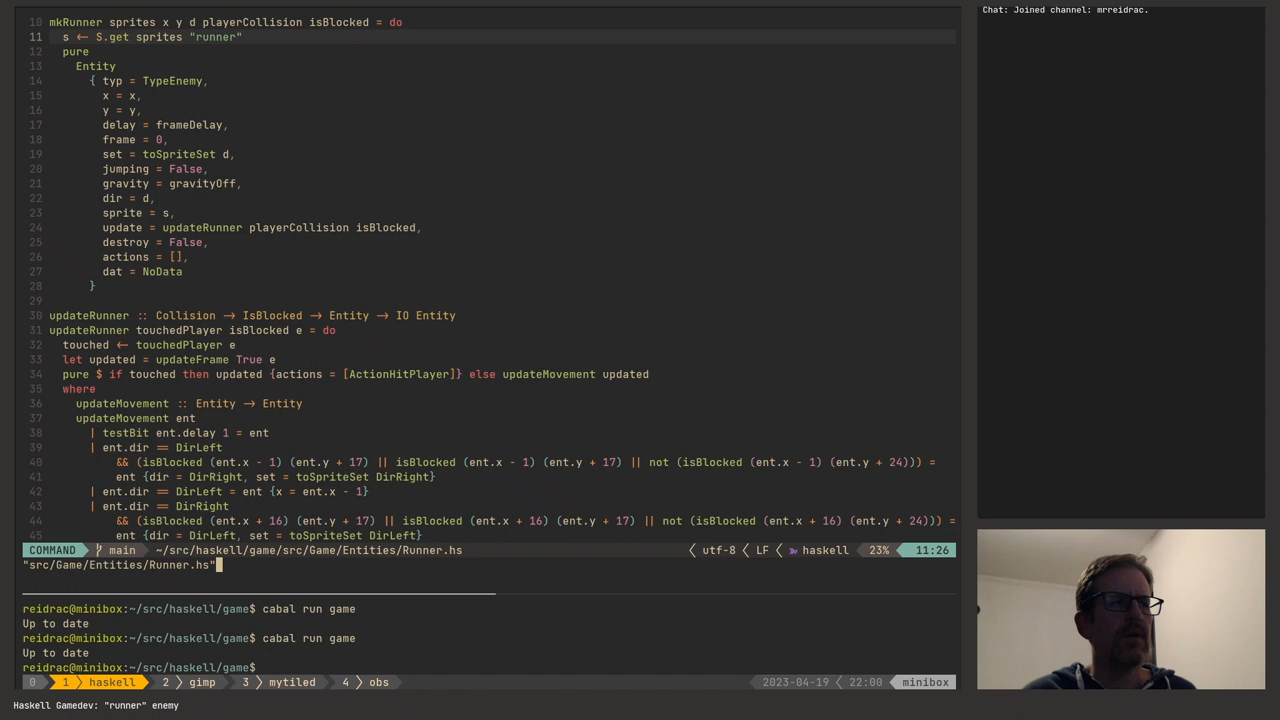 10 mkRunner sprites x y d playerCollision isBlocked = do
11 s <- S.get sprites "runner"
12 pure
13 Entity
14 { typ = TypeEnemy,
15 x = x,
16 y = y,
17 delay = frameDelay,
18 frame = 0,
19 set = toSpriteSet d,
20 jumping = False,
21 gravity = gravityOff,
22 dir = d,
23 sprite = s,
24 update = updateRunner playerCollision isBlocked,
25 destroy = False,
26 actions = [],
27 dat = NoData
28 }
29
30 updateRunner :: Collision -> IsBlocked -> Entity -> IO Entity
31 updateRunner touchedPlayer isBlocked e = do
32 touched <- touchedPlayer e
33 let updated = updateFrame True e
34 pure $ if touched then updated {actions = [ActionHitPlayer]} else updateMovement updated
35 where
36 updateMovement :: Entity -> Entity
37 updateMovement ent
38 | testBit ent.delay 1 = ent
39 | ent.dir == DirLeft
40 && (isBlocked (ent.x - 1) (ent.y + 17) || isBlocked (ent.x - 1) (ent.y + 17) || not (isBlocked (ent.x - 1) (ent.y + 24))) =
41 ent {dir = DirRight, set = toSpriteSet DirRight}
42 | ent.dir == DirLeft = ent {x = ent.x - 1}
43 | ent.dir == DirRight
44 && (isBlocked (ent.x + 16) (ent.y + 17) || isBlocked (ent.x + 16) (ent.y + 17) || not (isBlocked (ent.x + 16) (ent.y + 24))) =
45 ent {dir = DirLeft, set = toSpriteSet DirLeft}
COMMAND main ~/src/haskell/game/src/Game/Entities/Runner.hs utf-8 LF haskell 23% 11:26
"src/Game/Entities/Runner.hs"
reidrac@minibox:~/src/haskell/game$ cabal run game
Up to date
reidrac@minibox:~/src/haskell/game$ cabal run game
Up to date
reidrac@minibox:~/src/haskell/game$
0 1 haskell 2 gimp 3 mytiled 4 obs 2023-04-19 22:00 minibox
Haskell Gamedev: "runner" enemy
Chat: Joined channel: mrreidrac.